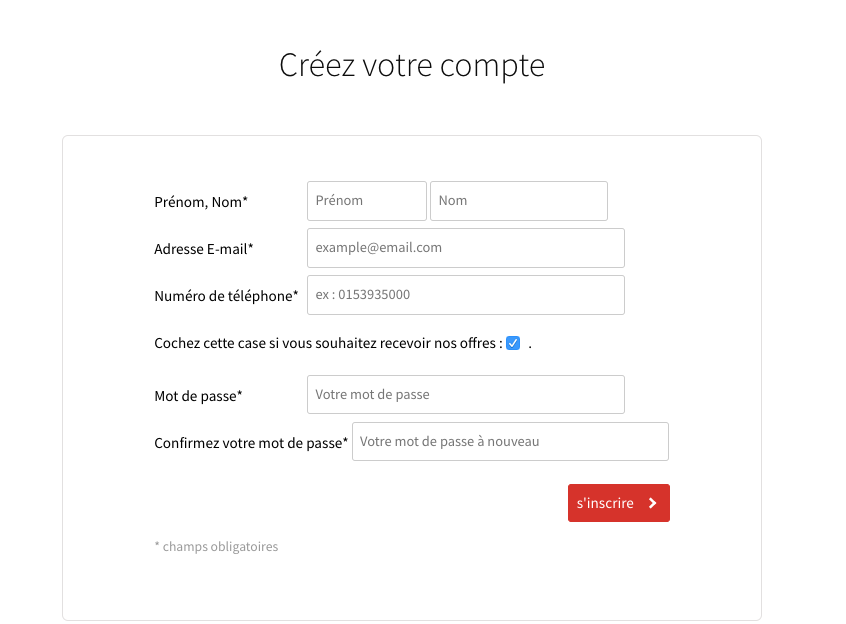 Créez votre compte
Prénom, Nom* Prénom Nom
Adresse E-mail* example@email.com
Numéro de téléphone* ex : 0153935000
Cochez cette case si vous souhaitez recevoir nos offres : .
Mot de passe* Votre mot de passe
Confirmez votre mot de passe* Votre mot de passe à nouveau
s'inscrire
* champs obligatoires